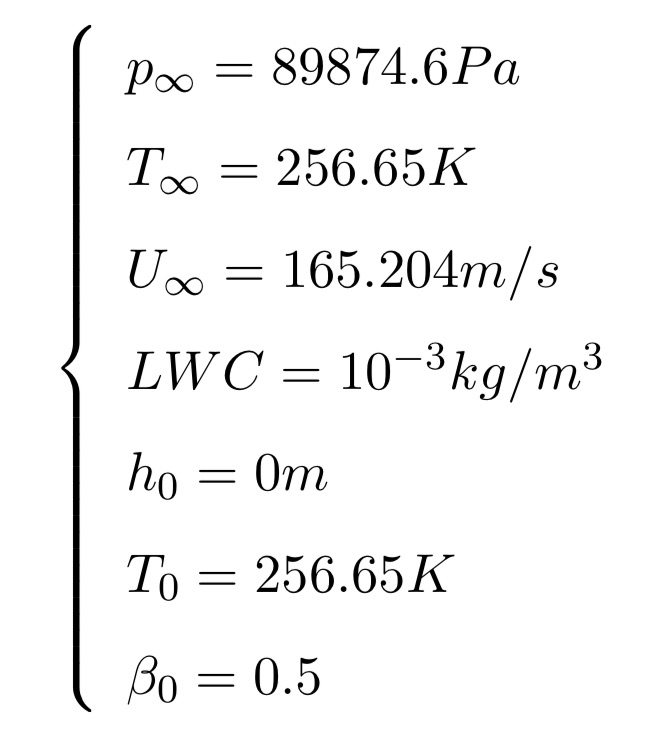 p∞ = 89874.6Pa
T∞ = 256.65K
U∞ = 165.204m/s
LWC = 10⁻³kg/m³
h₀ = 0m
T₀ = 256.65K
β₀ = 0.5